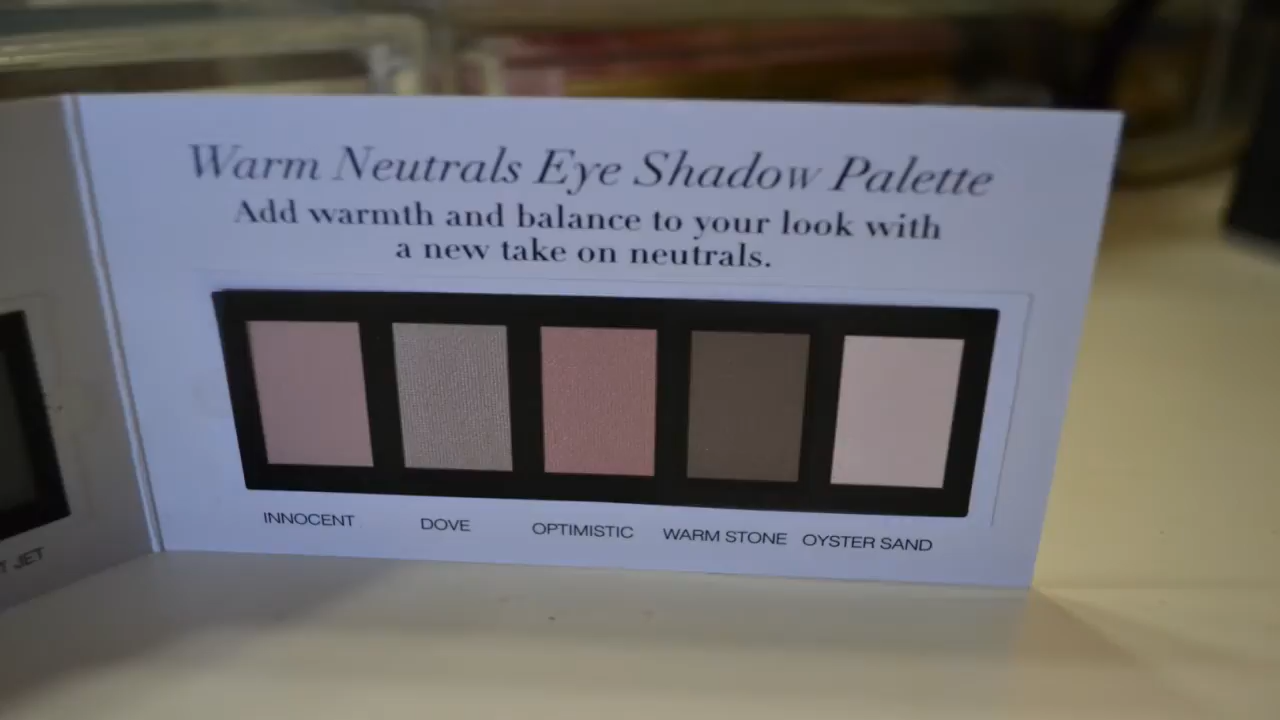 Warm Neutrals Eye Shadow Palette
Add warmth and balance to your look with
a new take on neutrals.
INNOCENT
DOVE
OPTIMISTIC
WARM STONE
OYSTER SAND
JET